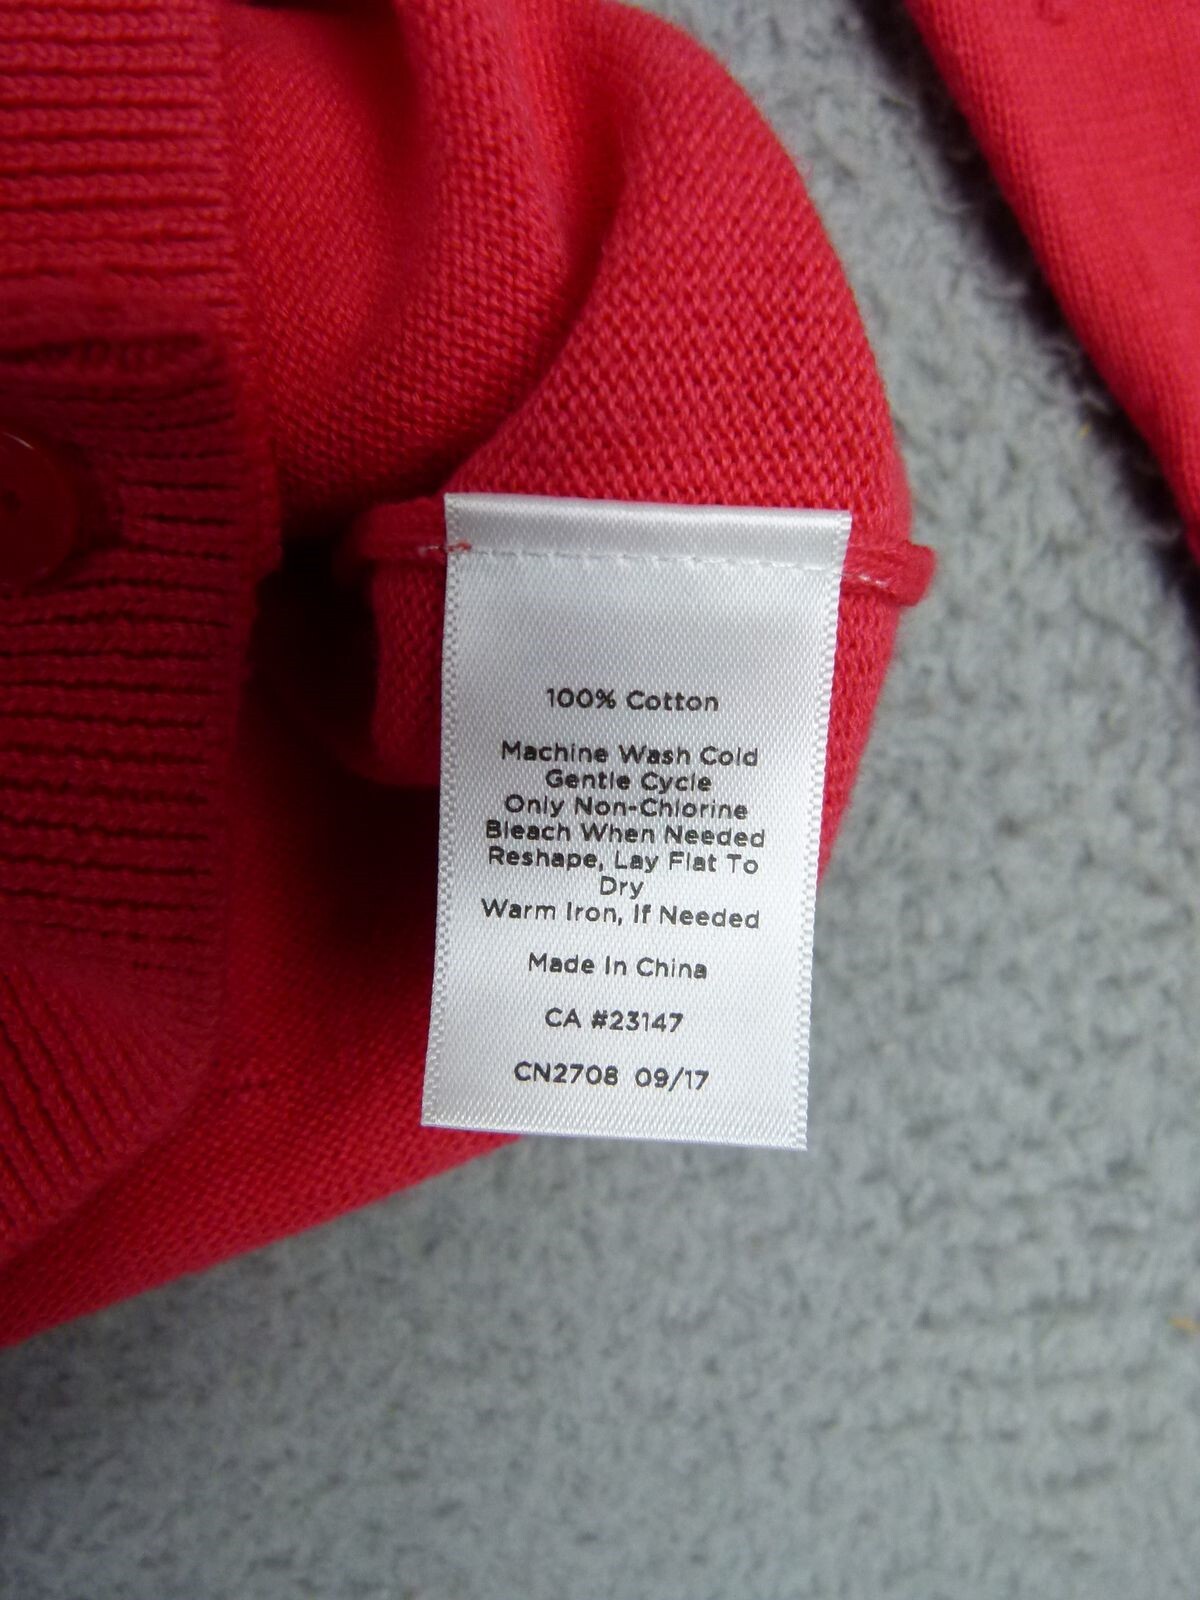 100% Cotton
Machine Wash Cold
Gentle Cycle
Only Non-Chlorine
Bleach When Needed
Reshape, Lay Flat To
Dry
Warm Iron, If Needed
Made In China
CA #23147
CN2708 09/17